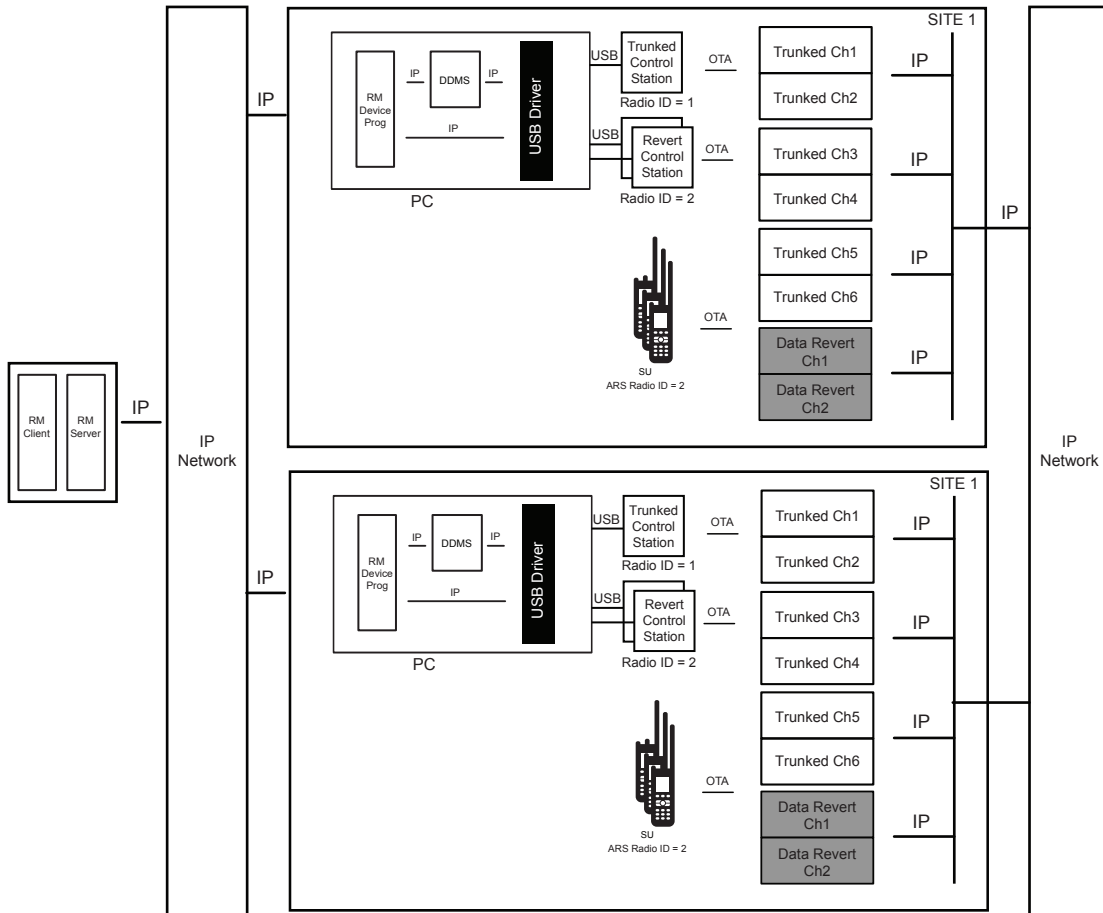 RM
Client
RM
Server
IP
IP
Network
IP
IP
SITE 1
RM
Device
Prog
IP
DDMS
IP
IP
USB Driver
PC
USB
Trunked
Control
Station
Radio ID = 1
USB
Revert
Control
Station
Radio ID = 2
OTA
OTA
SU
ARS Radio ID = 2
OTA
Trunked Ch1
Trunked Ch2
Trunked Ch3
Trunked Ch4
Trunked Ch5
Trunked Ch6
Data Revert
Ch1
Data Revert
Ch2
IP
IP
IP
IP
IP
SITE 1
RM
Device
Prog
IP
DDMS
IP
IP
USB Driver
PC
USB
Trunked
Control
Station
Radio ID = 1
USB
Revert
Control
Station
Radio ID = 2
OTA
OTA
SU
ARS Radio ID = 2
OTA
Trunked Ch1
Trunked Ch2
Trunked Ch3
Trunked Ch4
Trunked Ch5
Trunked Ch6
Data Revert
Ch1
Data Revert
Ch2
IP
IP
IP
IP
IP
Network